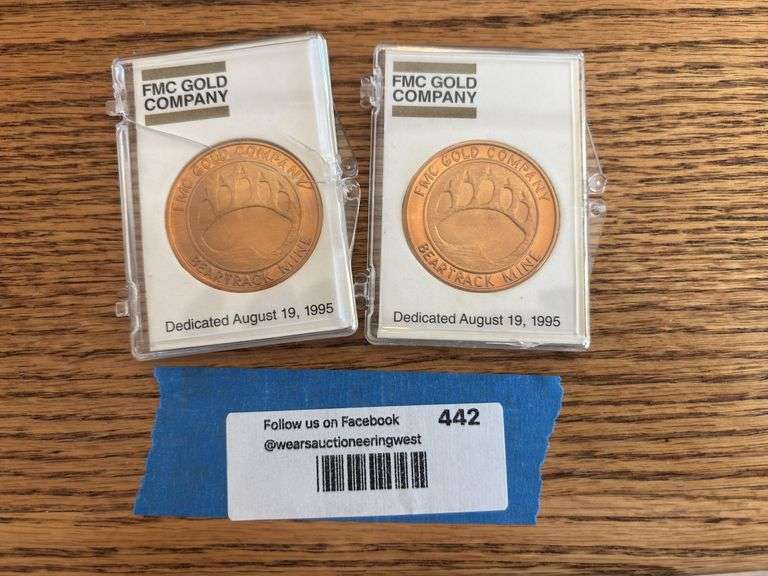 FMC GOLD
COMPANY
FMC GOLD COMPANY
BEARTRACK MINE
Dedicated August 19, 1995
FMC GOLD
COMPANY
FMC GOLD COMPANY
BEARTRACK MINE
Dedicated August 19, 1995
Follow us on Facebook 442
@wearsauctioneeringwest